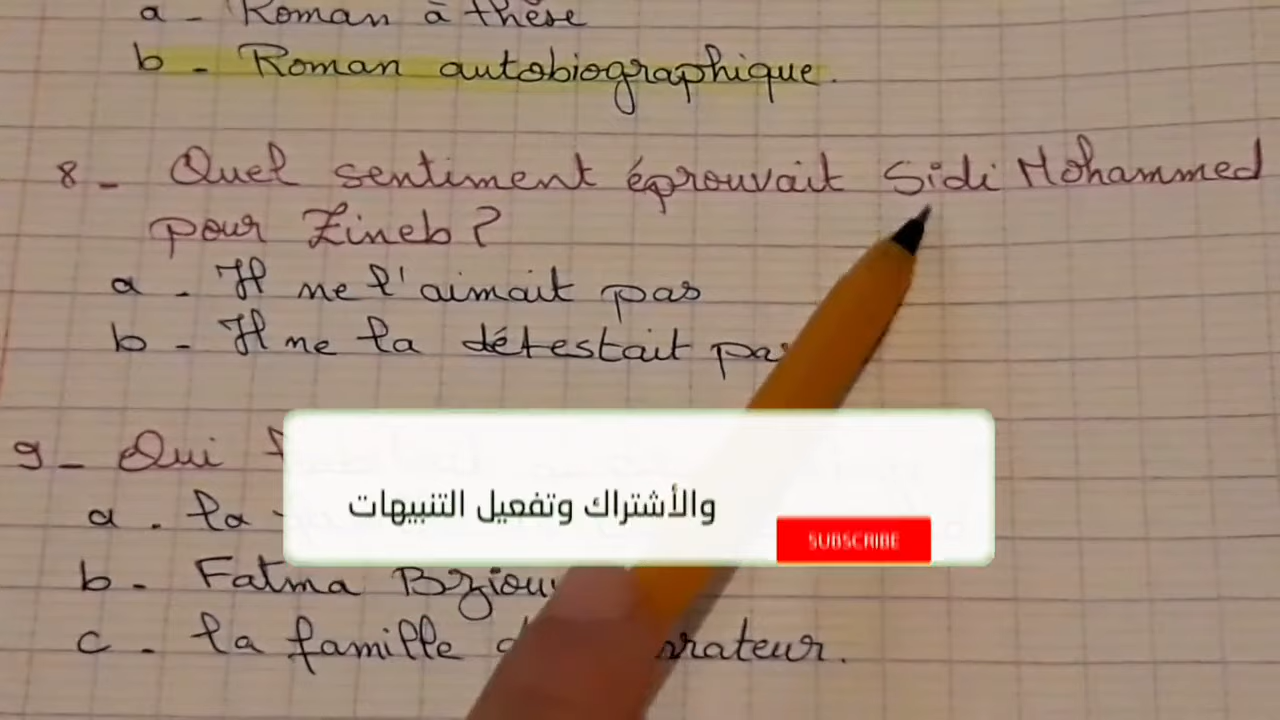 a - Roman à thèse
b - Roman autobiographique.
8 - Quel sentiment éprouvait Sidi Mohammed
pour Zineb?
a - Il ne l'aimait pas
b - Il ne la détestait pas
9 - Qui
a . la
b - Fatma
c - la famille
والأشتراك وتفعيل التنبيهات
SUBSCRIBE